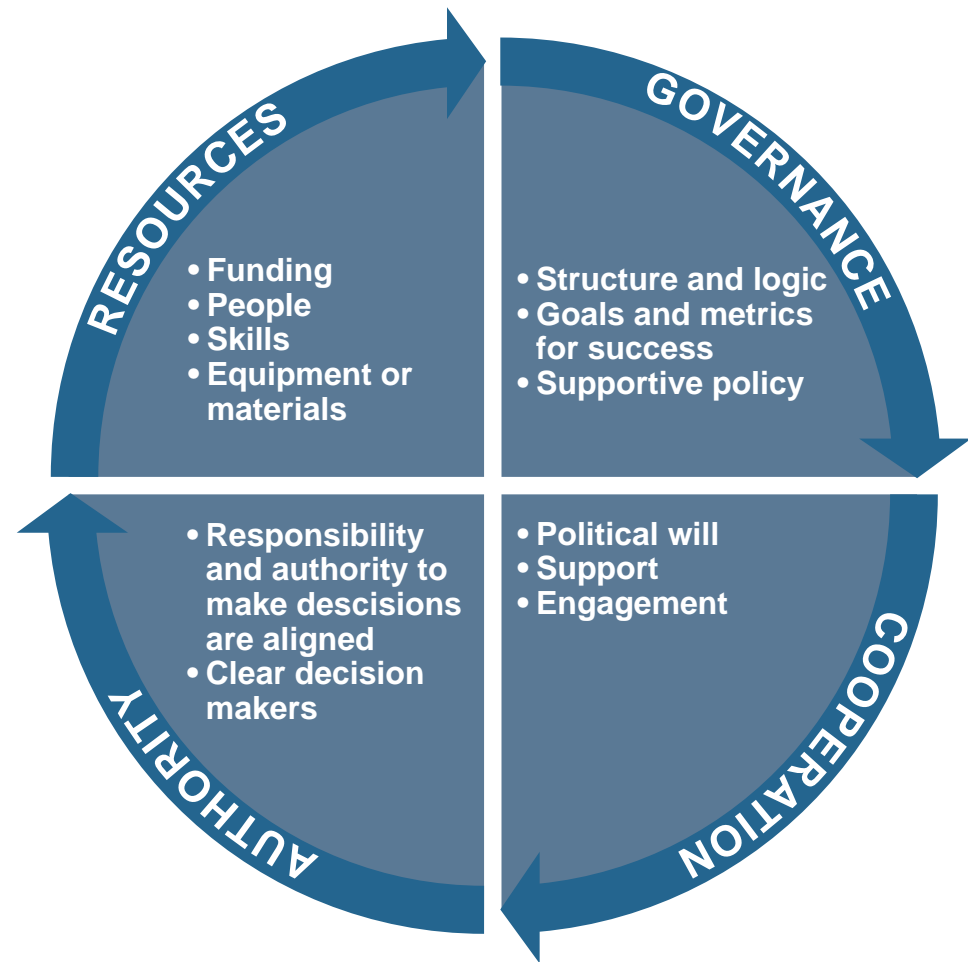 RESOURCES
• Funding
• People
• Skills
• Equipment or
materials
GOVERNANCE
• Structure and logic
• Goals and metrics
for success
• Supportive policy
COOPERATION
• Political will
• Support
• Engagement
AUTHORITY
• Responsibility
and authority to
make descisions
are aligned
• Clear decision
makers